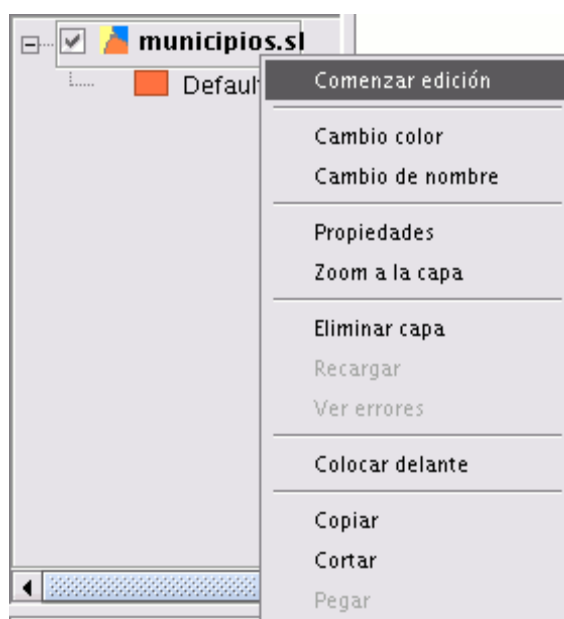 municipios.sl
Default
Comenzar edición
Cambio color
Cambio de nombre
Propiedades
Zoom a la capa
Eliminar capa
Recargar
Ver errores
Colocar delante
Copiar
Cortar
Pegar